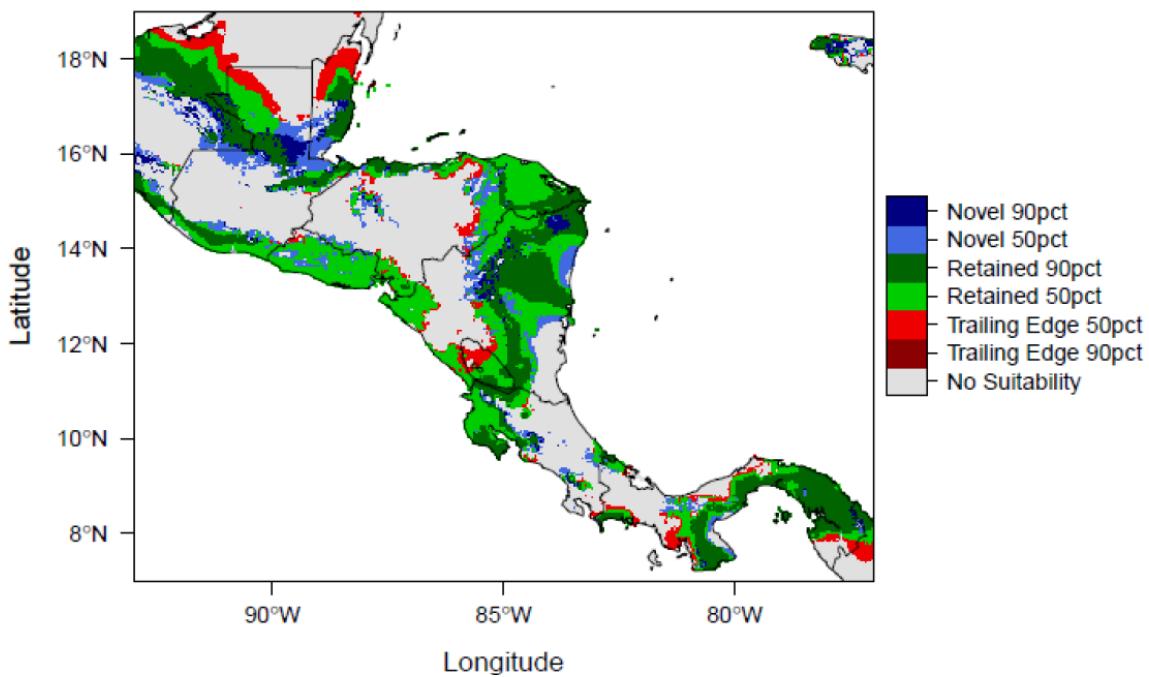 18°N
16°N
14°N
12°N
10°N
8°N
Latitude
90°W
85°W
80°W
Longitude
Novel 90pct
Novel 50pct
Retained 90pct
Retained 50pct
Trailing Edge 50pct
Trailing Edge 90pct
No Suitability